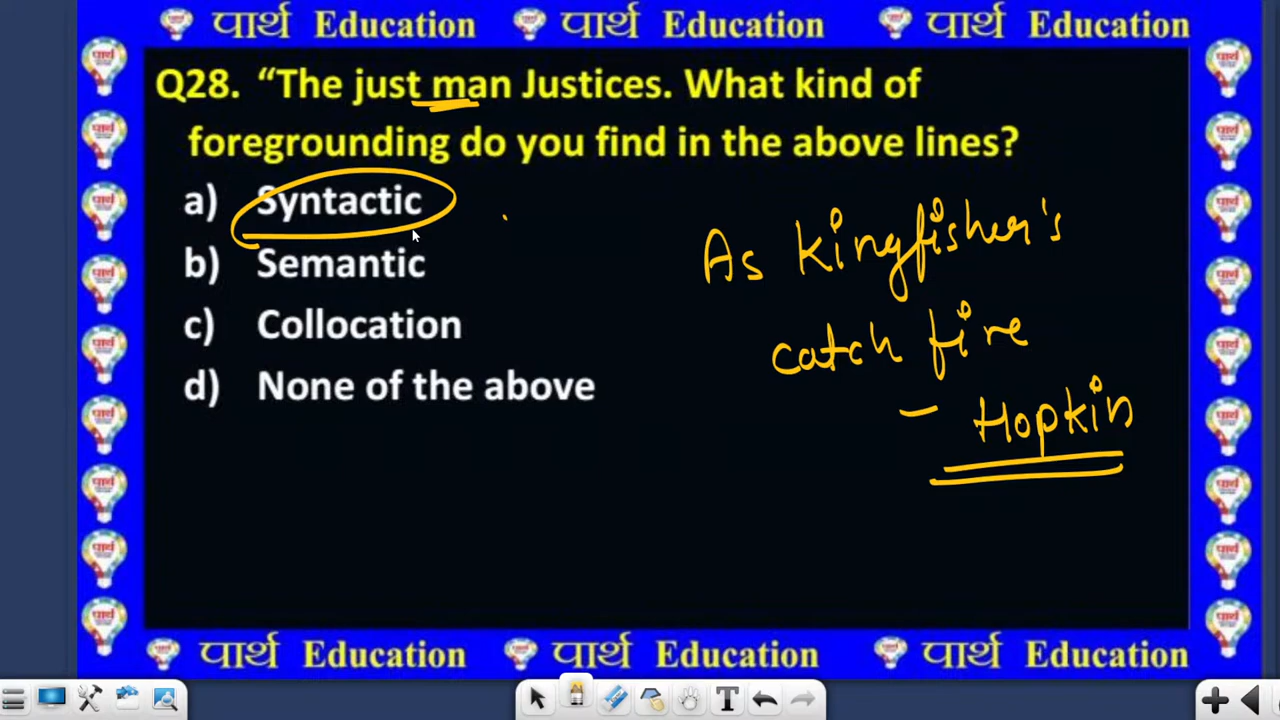 पार्थ Education पार्थ Education पार्थ Education
Q28. “The just man Justices. What kind of
foregrounding do you find in the above lines?
a) Syntactic
b) Semantic
c) Collocation
d) None of the above
As Kingfisher's
catch fire
- Hopkin
पार्थ Education पार्थ Education पार्थ Education